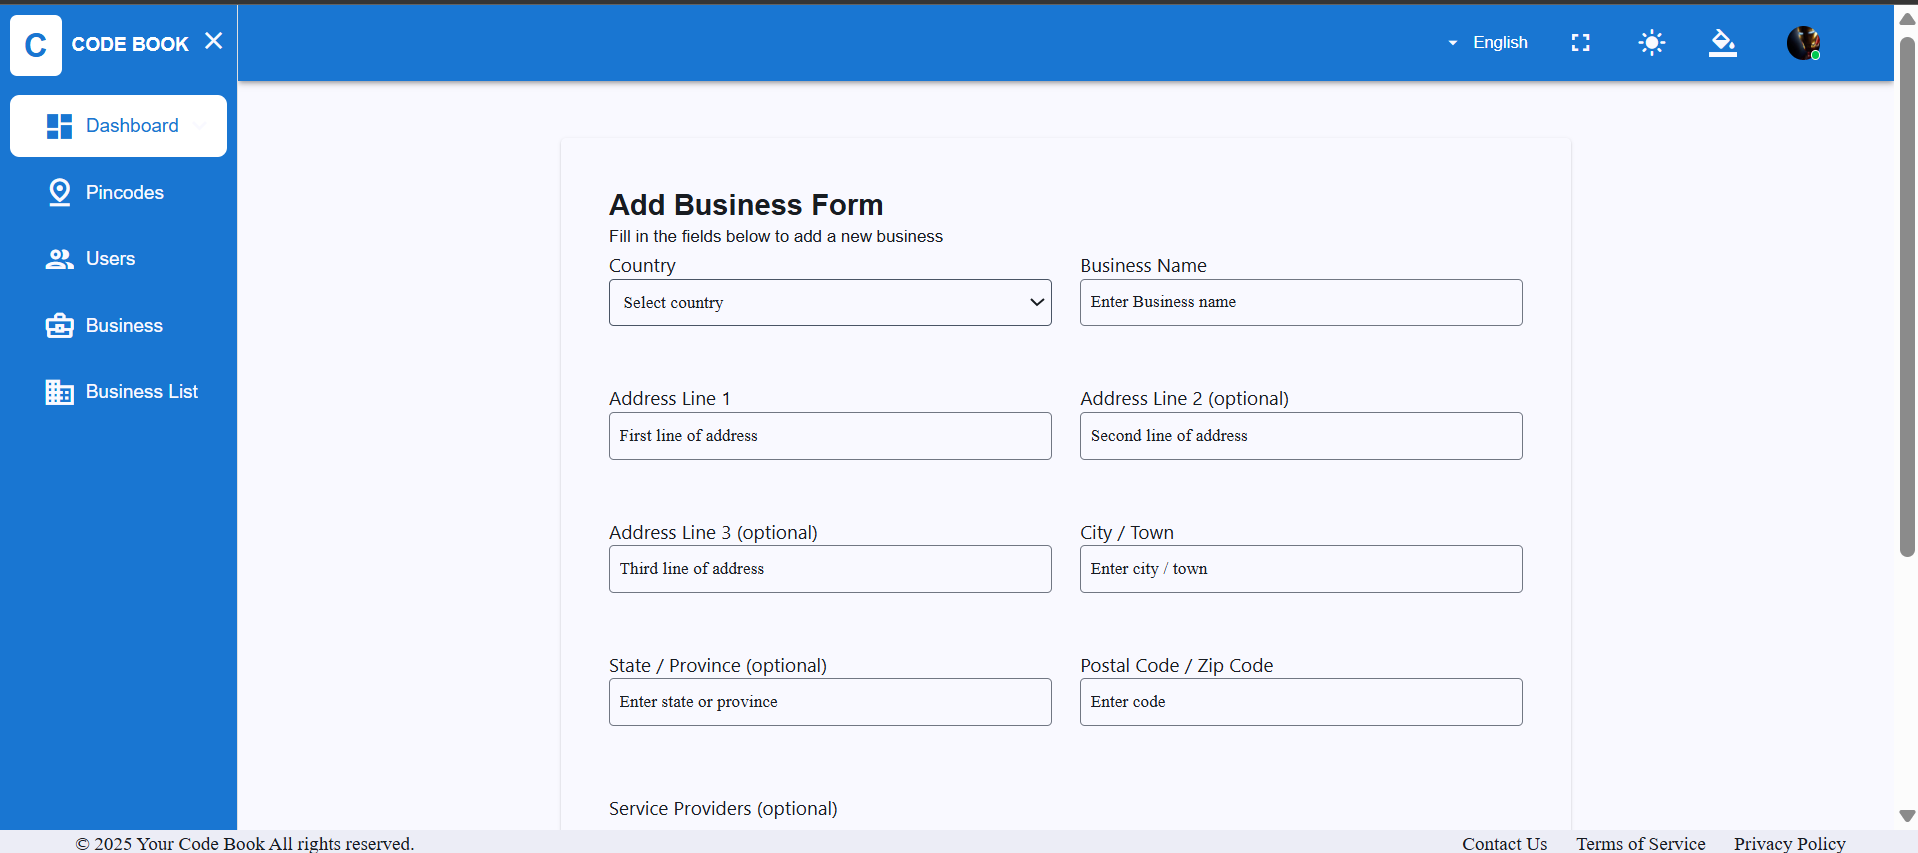 C CODE BOOK
English
Dashboard
Pincodes
Users
Business
Business List
Add Business Form
Fill in the fields below to add a new business
Country
Select country
Business Name
Enter Business name
Address Line 1
First line of address
Address Line 2 (optional)
Second line of address
Address Line 3 (optional)
Third line of address
City / Town
Enter city / town
State / Province (optional)
Enter state or province
Postal Code / Zip Code
Enter code
Service Providers (optional)
© 2025 Your Code Book All rights reserved.
Contact Us
Terms of Service
Privacy Policy